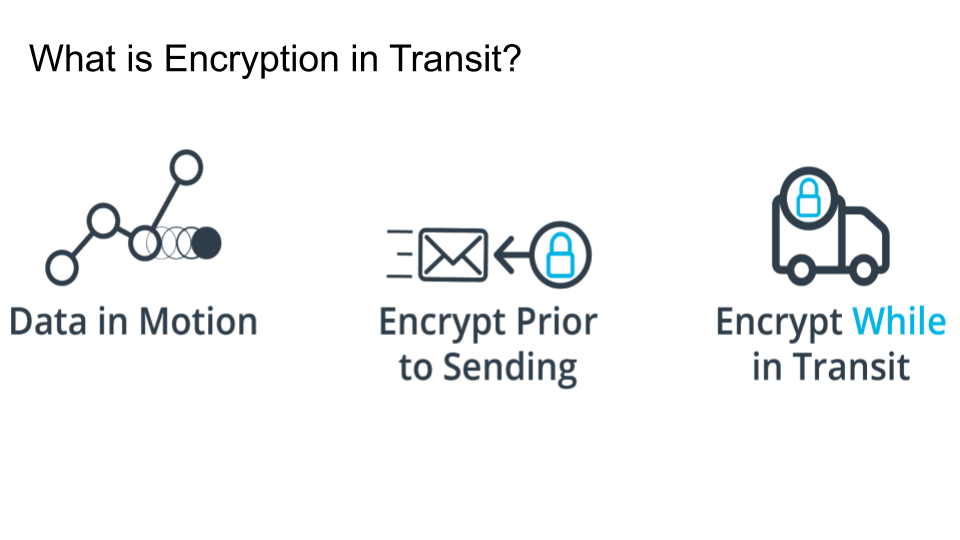 What is Encryption in Transit?
Data in Motion
Encrypt Prior
to Sending
Encrypt While
in Transit